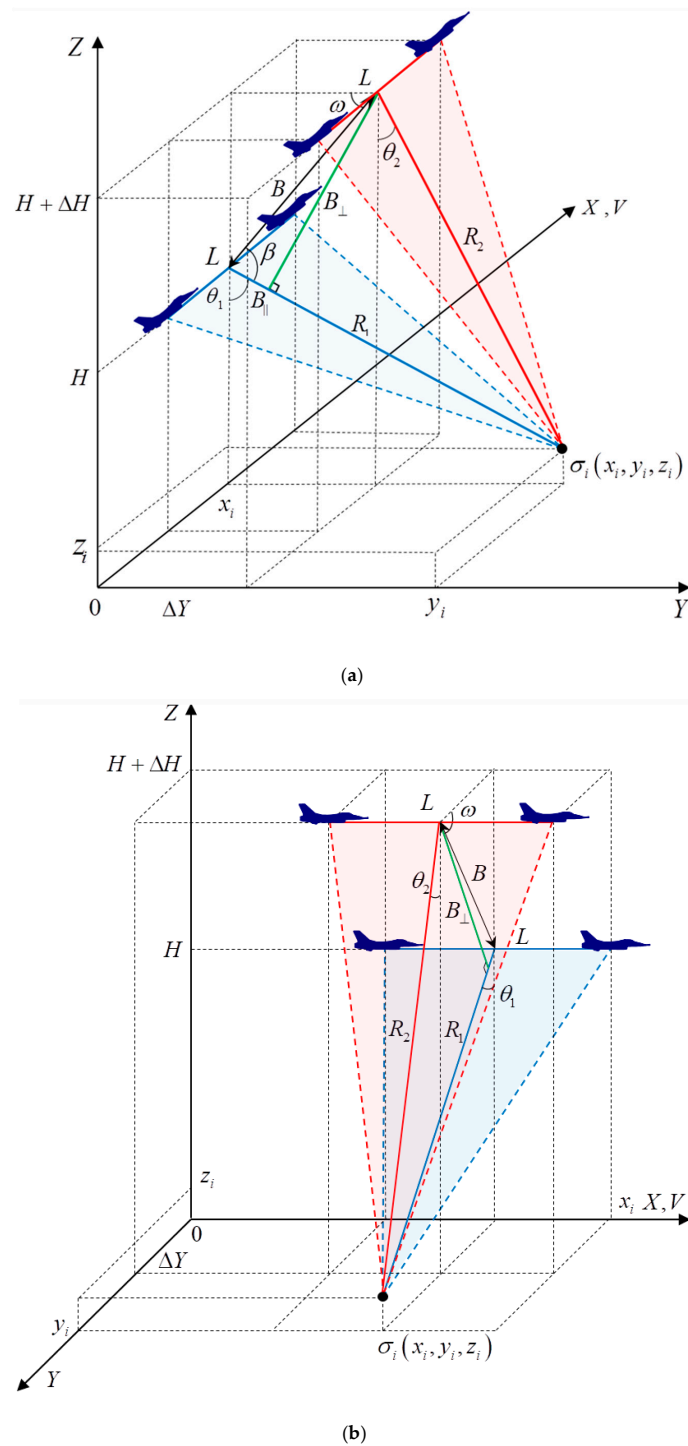 Z
L
ω
θ₂
H + ΔH
B
B⊥
X , V
L
β
R₂
θ₁
B∥
R₁
H
σᵢ(xᵢ, yᵢ, zᵢ)
xᵢ
zᵢ
0 ΔY yᵢ Y
(a)
Z
H + ΔH
L
ω
θ₂
B
B⊥
H
L
θ₁
R₂
R₁
zᵢ
xᵢ X, V
0
ΔY
yᵢ
σᵢ(xᵢ, yᵢ, zᵢ)
Y
(b)